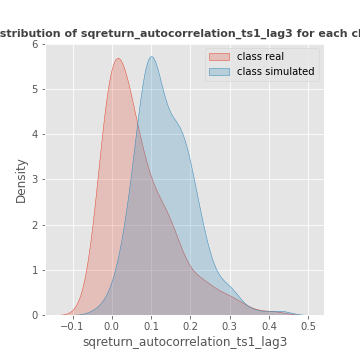 stribution of sqreturn_autocorrelation_ts1_lag3 for each cl
class real
class simulated
6
5
4
3
2
1
0
Density
−0.1 0.0 0.1 0.2 0.3 0.4 0.5
sqreturn_autocorrelation_ts1_lag3